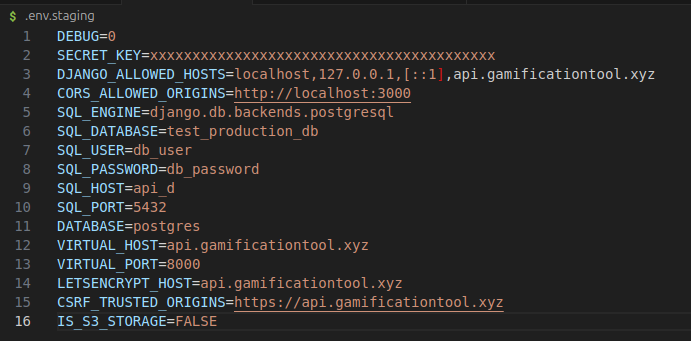 $ .env.staging
1 DEBUG=0
2 SECRET_KEY=xxxxxxxxxxxxxxxxxxxxxxxxxxxxxxxxxxxxxxxxx
3 DJANGO_ALLOWED_HOSTS=localhost,127.0.0.1,[::1],api.gamificationtool.xyz
4 CORS_ALLOWED_ORIGINS=http://localhost:3000
5 SQL_ENGINE=django.db.backends.postgresql
6 SQL_DATABASE=test_production_db
7 SQL_USER=db_user
8 SQL_PASSWORD=db_password
9 SQL_HOST=api_d
10 SQL_PORT=5432
11 DATABASE=postgres
12 VIRTUAL_HOST=api.gamificationtool.xyz
13 VIRTUAL_PORT=8000
14 LETSENCRYPT_HOST=api.gamificationtool.xyz
15 CSRF_TRUSTED_ORIGINS=https://api.gamificationtool.xyz
16 IS_S3_STORAGE=FALSE